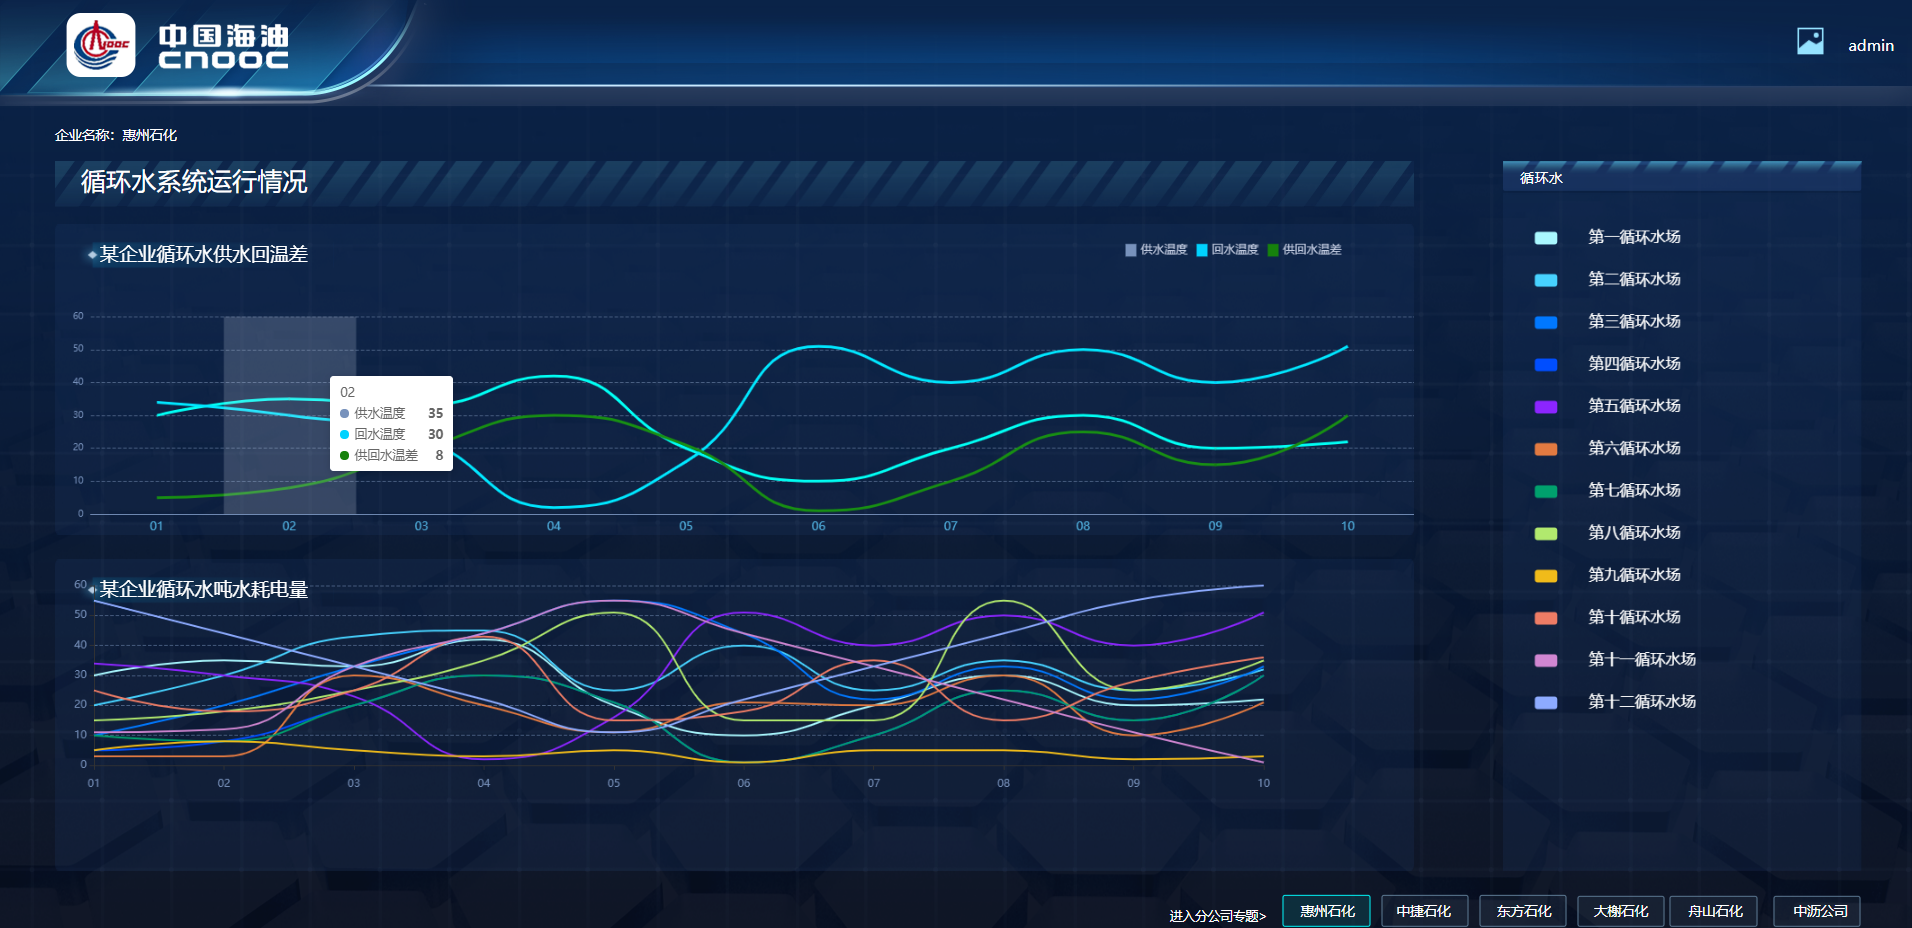 中国海油
CNOOC
admin
企业名称：惠州石化
循环水系统运行情况
循环水
某企业循环水供水回温差
供水温度 回水温度 供回水温差
60
50
40
30
20
10
0
01 02 03 04 05 06 07 08 09 10
02
供水温度 35
回水温度 30
供回水温差 8
某企业循环水吨水耗电量
60
50
40
30
20
10
0
01 02 03 04 05 06 07 08 09 10
第一循环水场
第二循环水场
第三循环水场
第四循环水场
第五循环水场
第六循环水场
第七循环水场
第八循环水场
第九循环水场
第十循环水场
第十一循环水场
第十二循环水场
进入分公司专题> 惠州石化 中捷石化 东方石化 大榭石化 舟山石化 中沥公司